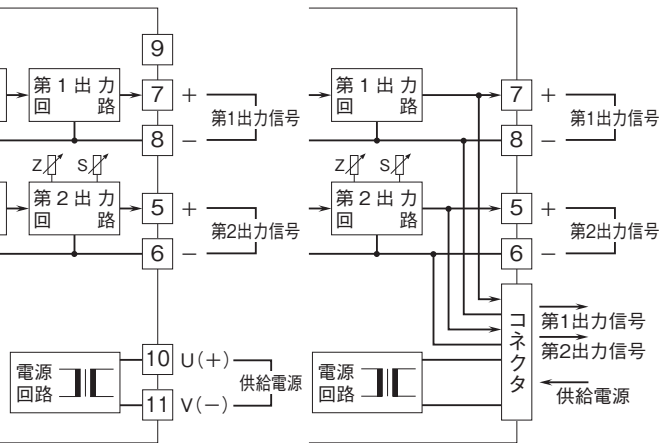 9
第1出力
回 路
7
+
8
−
第1出力信号
Z
S
第2出力
回 路
5
+
6
−
第2出力信号
電源
回路
10
U(+)
11
V(−)
供給電源
第1出力
回 路
7
+
8
−
第1出力信号
Z
S
第2出力
回 路
5
+
6
−
第2出力信号
コネクタ
第1出力信号
第2出力信号
供給電源
電源
回路